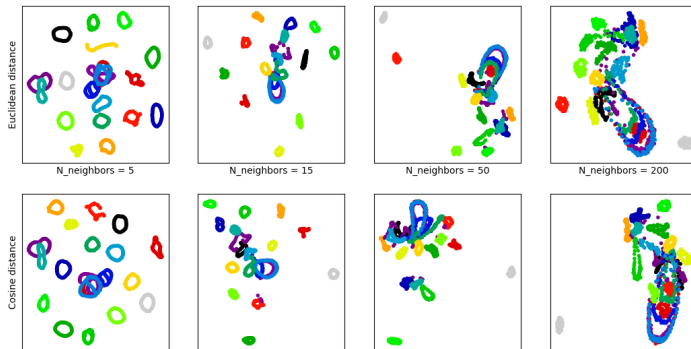 Euclidean distance
N_neighbors = 5
N_neighbors = 15
N_neighbors = 50
N_neighbors = 200
Cosine distance